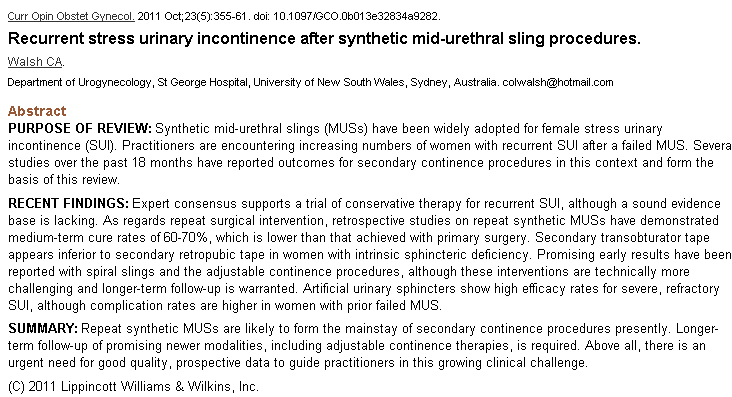 Curr Opin Obstet Gynecol. 2011 Oct;23(5):355-61. doi: 10.1097/GCO.0b013e32834a9282.
Recurrent stress urinary incontinence after synthetic mid-urethral sling procedures.
Walsh CA.
Department of Urogynecology, St George Hospital, University of New South Wales, Sydney, Australia. colwalsh@hotmail.com
Abstract
PURPOSE OF REVIEW: Synthetic mid-urethral slings (MUSs) have been widely adopted for female stress urinary
incontinence (SUI). Practitioners are encountering increasing numbers of women with recurrent SUI after a failed MUS. Severa
studies over the past 18 months have reported outcomes for secondary continence procedures in this context and form the
basis of this review.
RECENT FINDINGS: Expert consensus supports a trial of conservative therapy for recurrent SUI, although a sound evidence
base is lacking. As regards repeat surgical intervention, retrospective studies on repeat synthetic MUSs have demonstrated
medium-term cure rates of 60-70%, which is lower than that achieved with primary surgery. Secondary transobturator tape
appears inferior to secondary retropubic tape in women with intrinsic sphincteric deficiency. Promising early results have been
reported with spiral slings and the adjustable continence procedures, although these interventions are technically more
challenging and longer-term follow-up is warranted. Artificial urinary sphincters show high efficacy rates for severe, refractory
SUI, although complication rates are higher in women with prior failed MUS.
SUMMARY: Repeat synthetic MUSs are likely to form the mainstay of secondary continence procedures presently. Longer-
term follow-up of promising newer modalities, including adjustable continence therapies, is required. Above all, there is an
urgent need for good quality, prospective data to guide practitioners in this growing clinical challenge.
(C) 2011 Lippincott Williams & Wilkins, Inc.